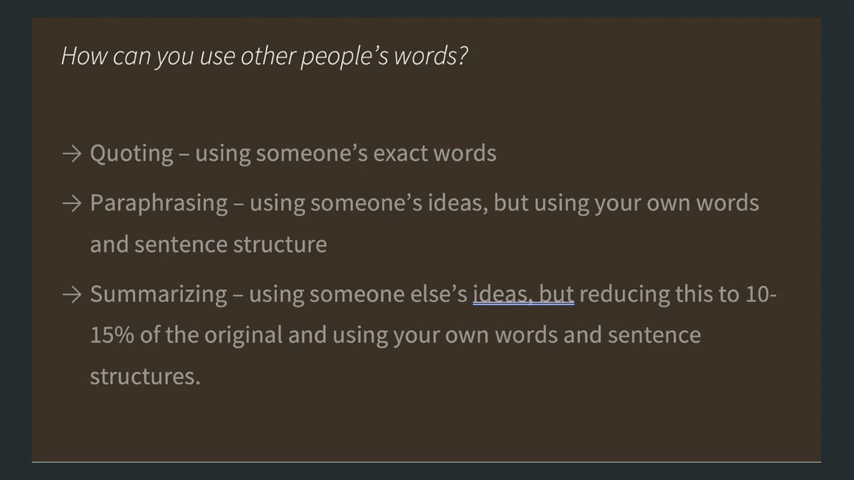 How can you use other people’s words?
→ Quoting – using someone’s exact words
→ Paraphrasing – using someone’s ideas, but using your own words
and sentence structure
→ Summarizing – using someone else’s ideas, but reducing this to 10-
15% of the original and using your own words and sentence
structures.